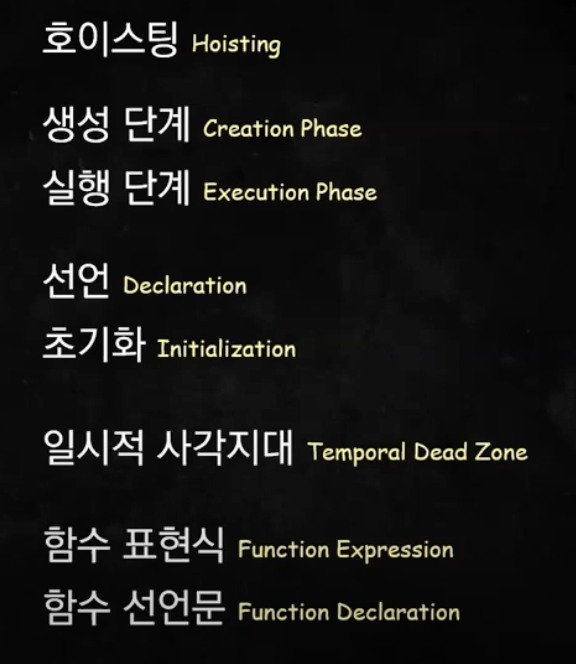 호이스팅 Hoisting
생성 단계 Creation Phase
실행 단계 Execution Phase
선언 Declaration
초기화 Initialization
일시적 사각지대 Temporal Dead Zone
함수 표현식 Function Expression
함수 선언문 Function Declaration